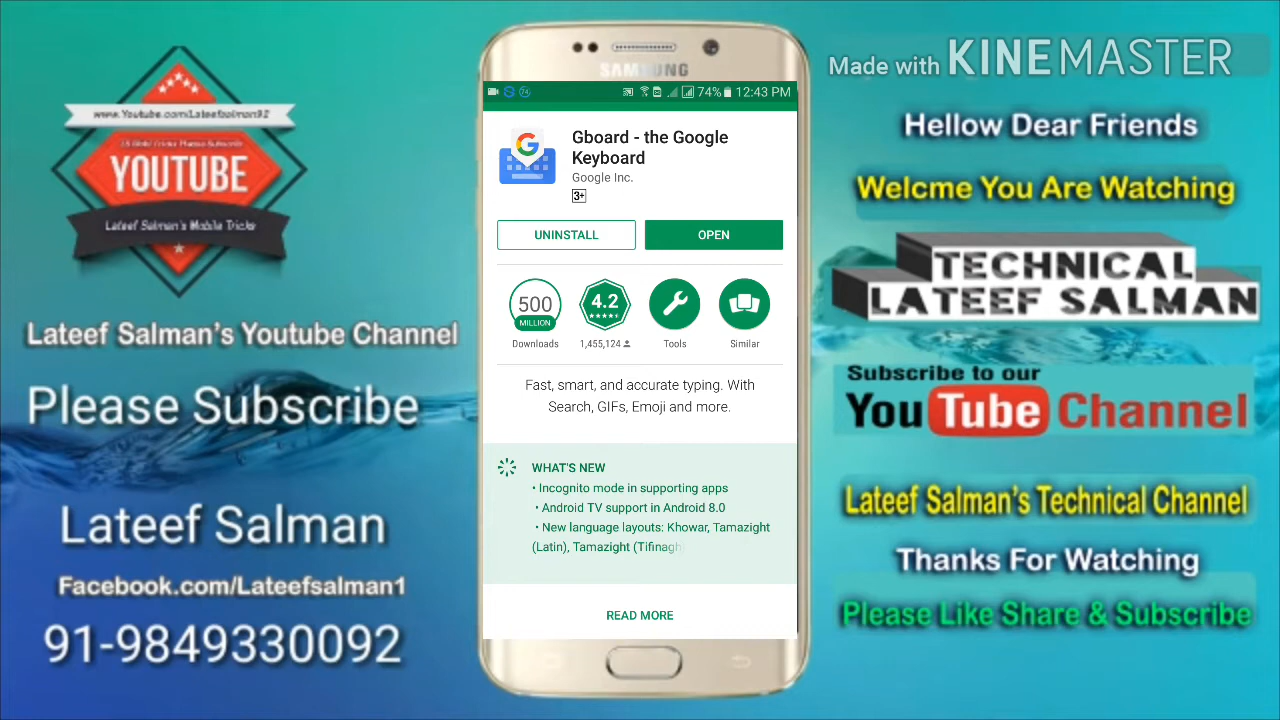 www.Youtube.com/Lateefsalman92
YOUTUBE
Lateef Salman's Mobile Tricks
Lateef Salman's Youtube Channel
Please Subscribe
Lateef Salman
Facebook.com/Lateefsalman1
91-9849330092
SAMSUNG
74
74% 12:43 PM
G
Gboard - the Google
Keyboard
Google Inc.
3+
UNINSTALL
OPEN
500
MILLION
4.2
Downloads
1,455,124
Tools
Similar
Fast, smart, and accurate typing. With
Search, GIFs, Emoji and more.
WHAT'S NEW
• Incognito mode in supporting apps
• Android TV support in Android 8.0
• New language layouts: Khowar, Tamazight
(Latin), Tamazight (Tifinagh
READ MORE
Made with KINEMASTER
Hellow Dear Friends
Welcme You Are Watching
TECHNICAL
LATEEF SALMAN
Subscribe to our
YouTube Channel
Lateef Salman's Technical Channel
Thanks For Watching
Please Like Share & Subscribe